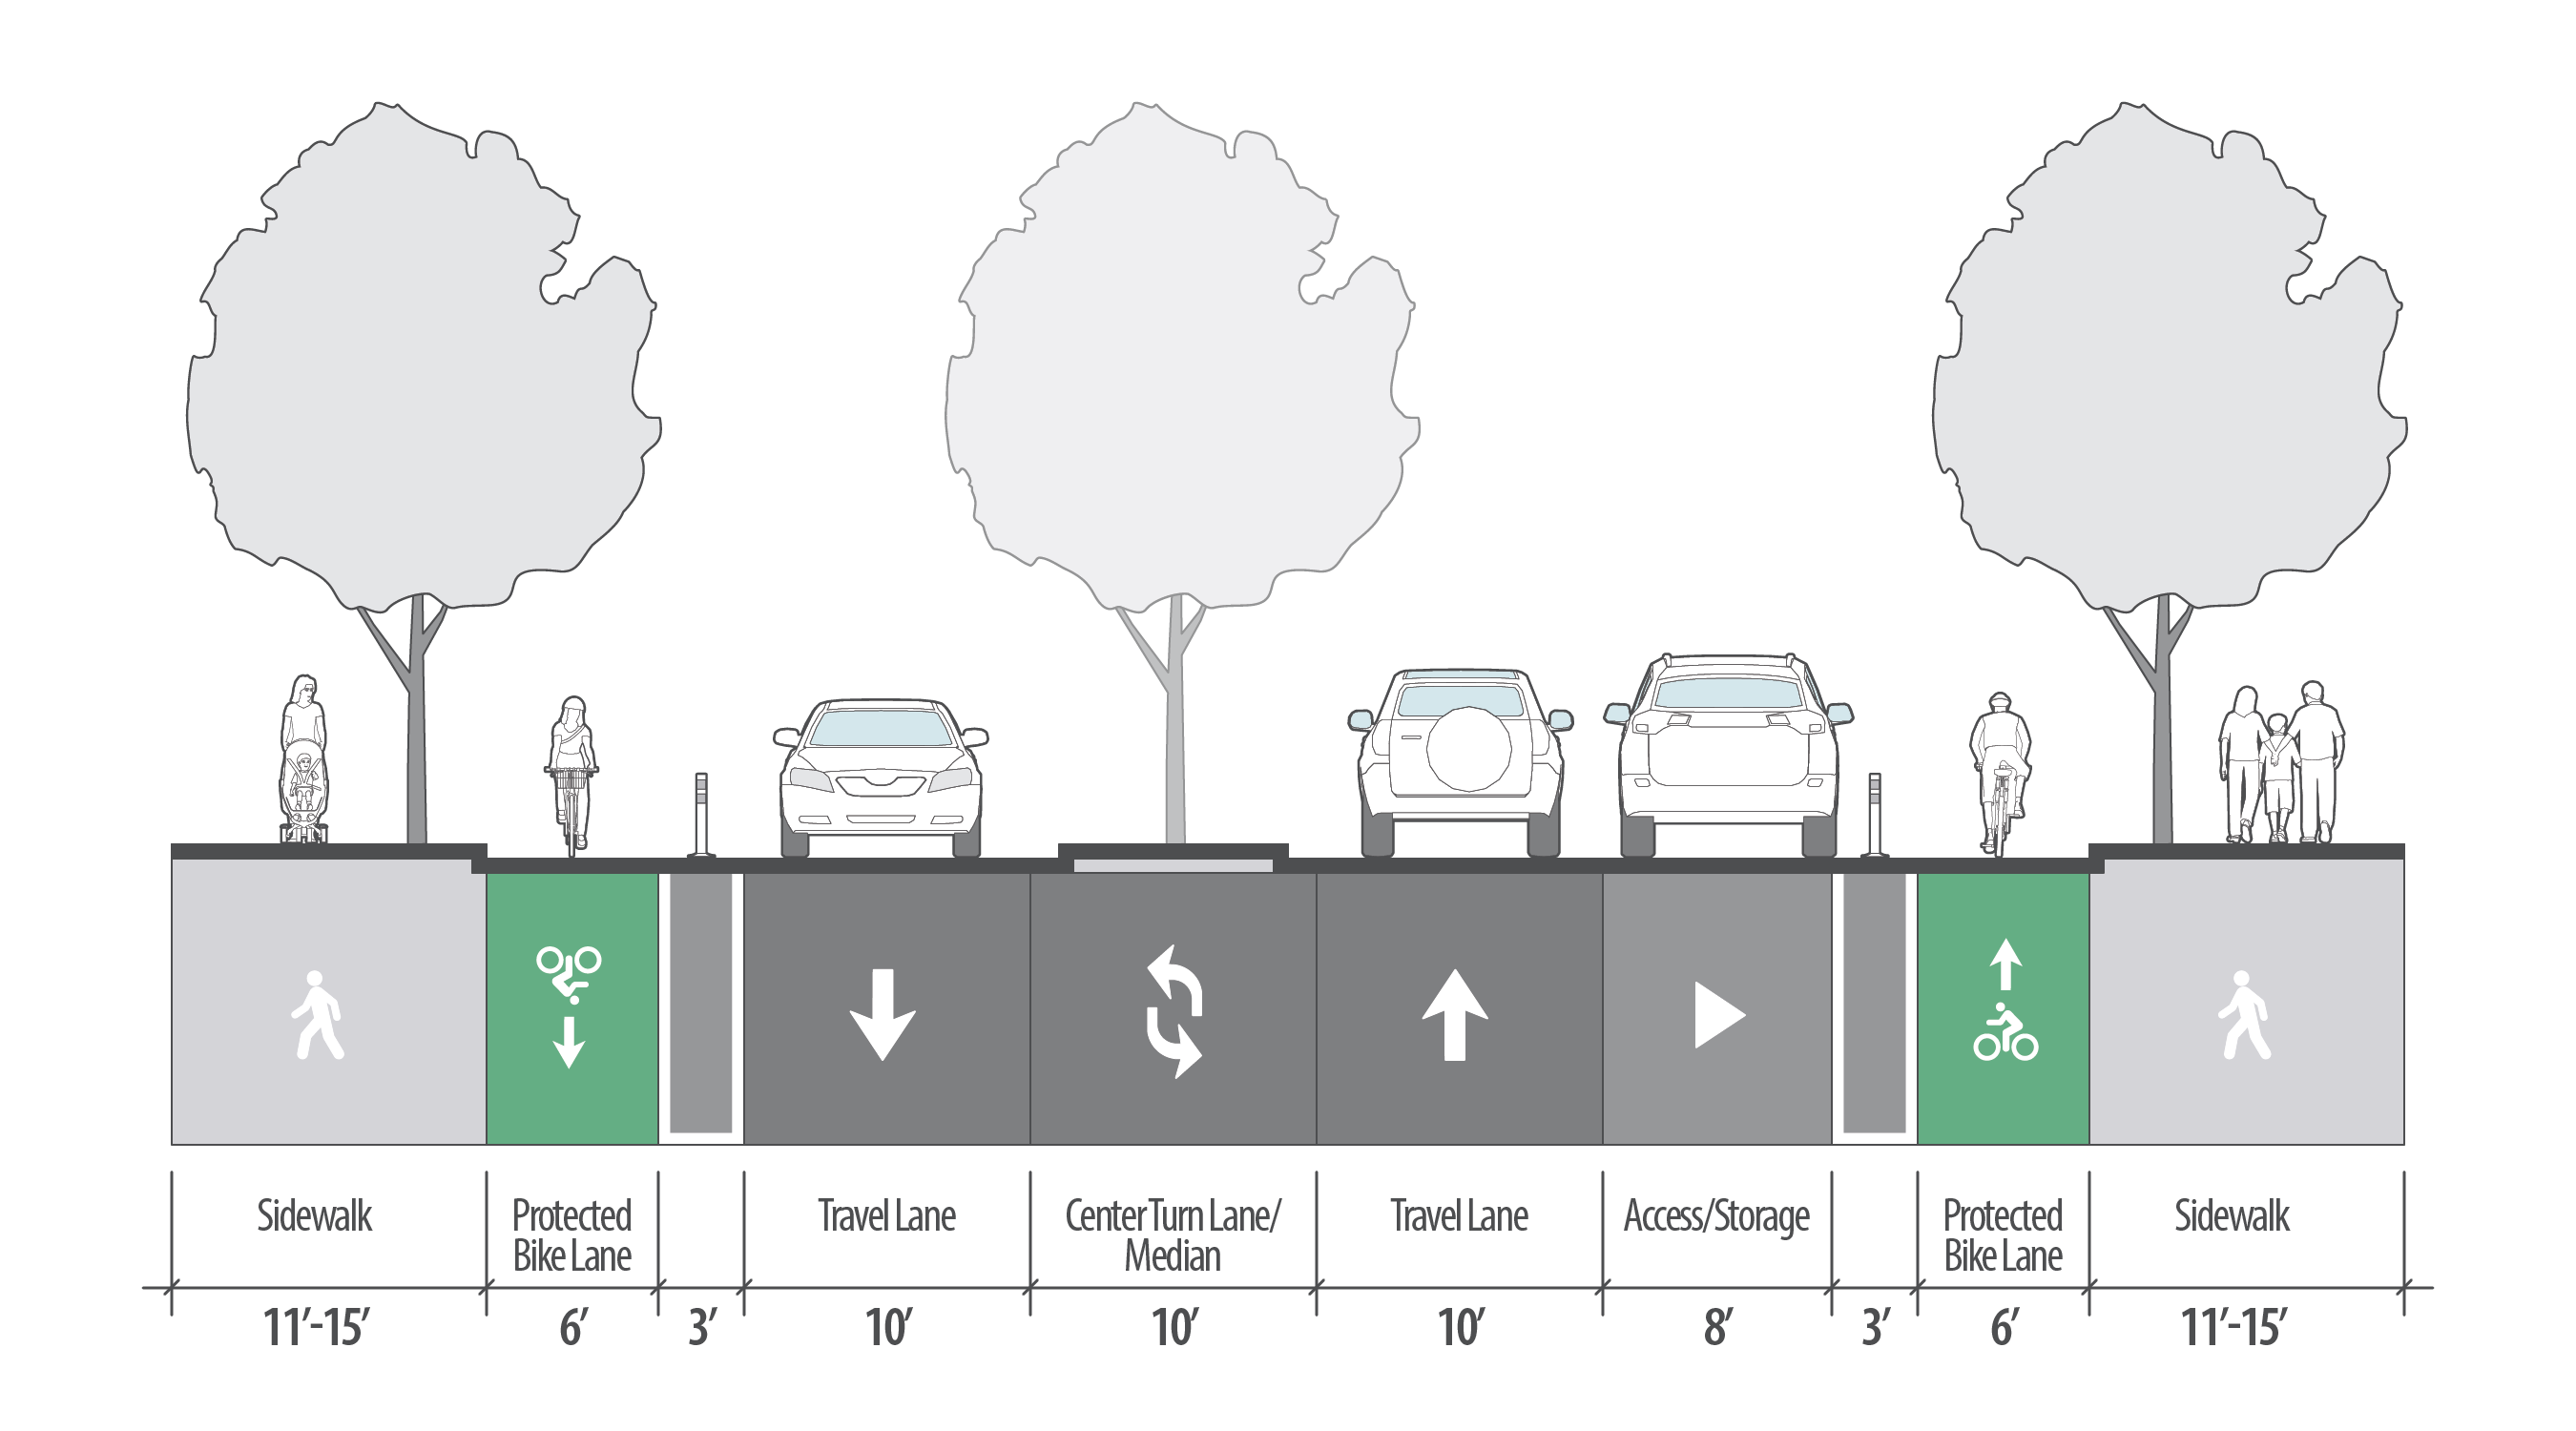 Sidewalk
Protected
Bike Lane
Travel Lane
Center Turn Lane/
Median
Travel Lane
Access/Storage
Protected
Bike Lane
Sidewalk
11′-15′ 6′ 3′ 10′ 10′ 10′ 8′ 3′ 6′ 11′-15′